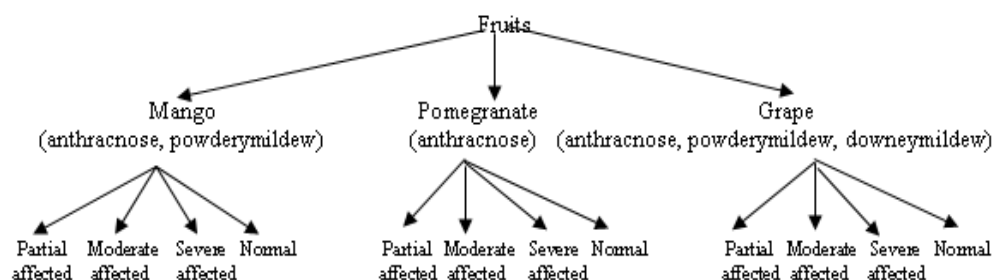 Fruits
Mango Pomegranate Grape
(anthracnose, powderymildew) (anthracnose) (anthracnose, powderymildew, downeymildew)
Partial Moderate Severe Normal Partial Moderate Severe Normal Partial Moderate Severe Normal
affected affected affected affected affected affected affected affected affected